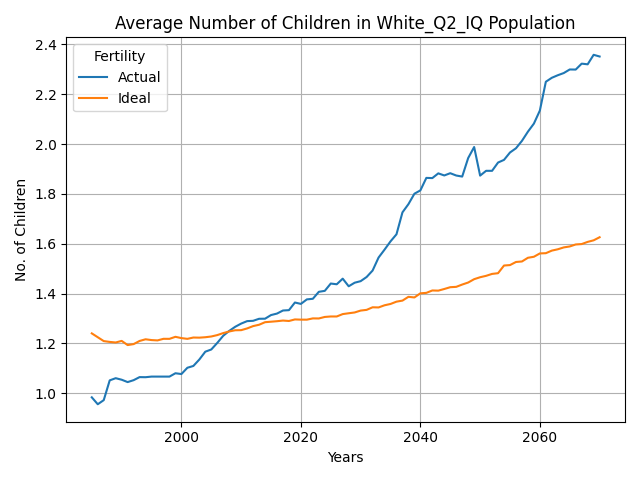 Average Number of Children in White_Q2_IQ Population
Fertility
Actual
Ideal
No. of Children
2.4
2.2
2.0
1.8
1.6
1.4
1.2
1.0
2000 2020 2040 2060
Years